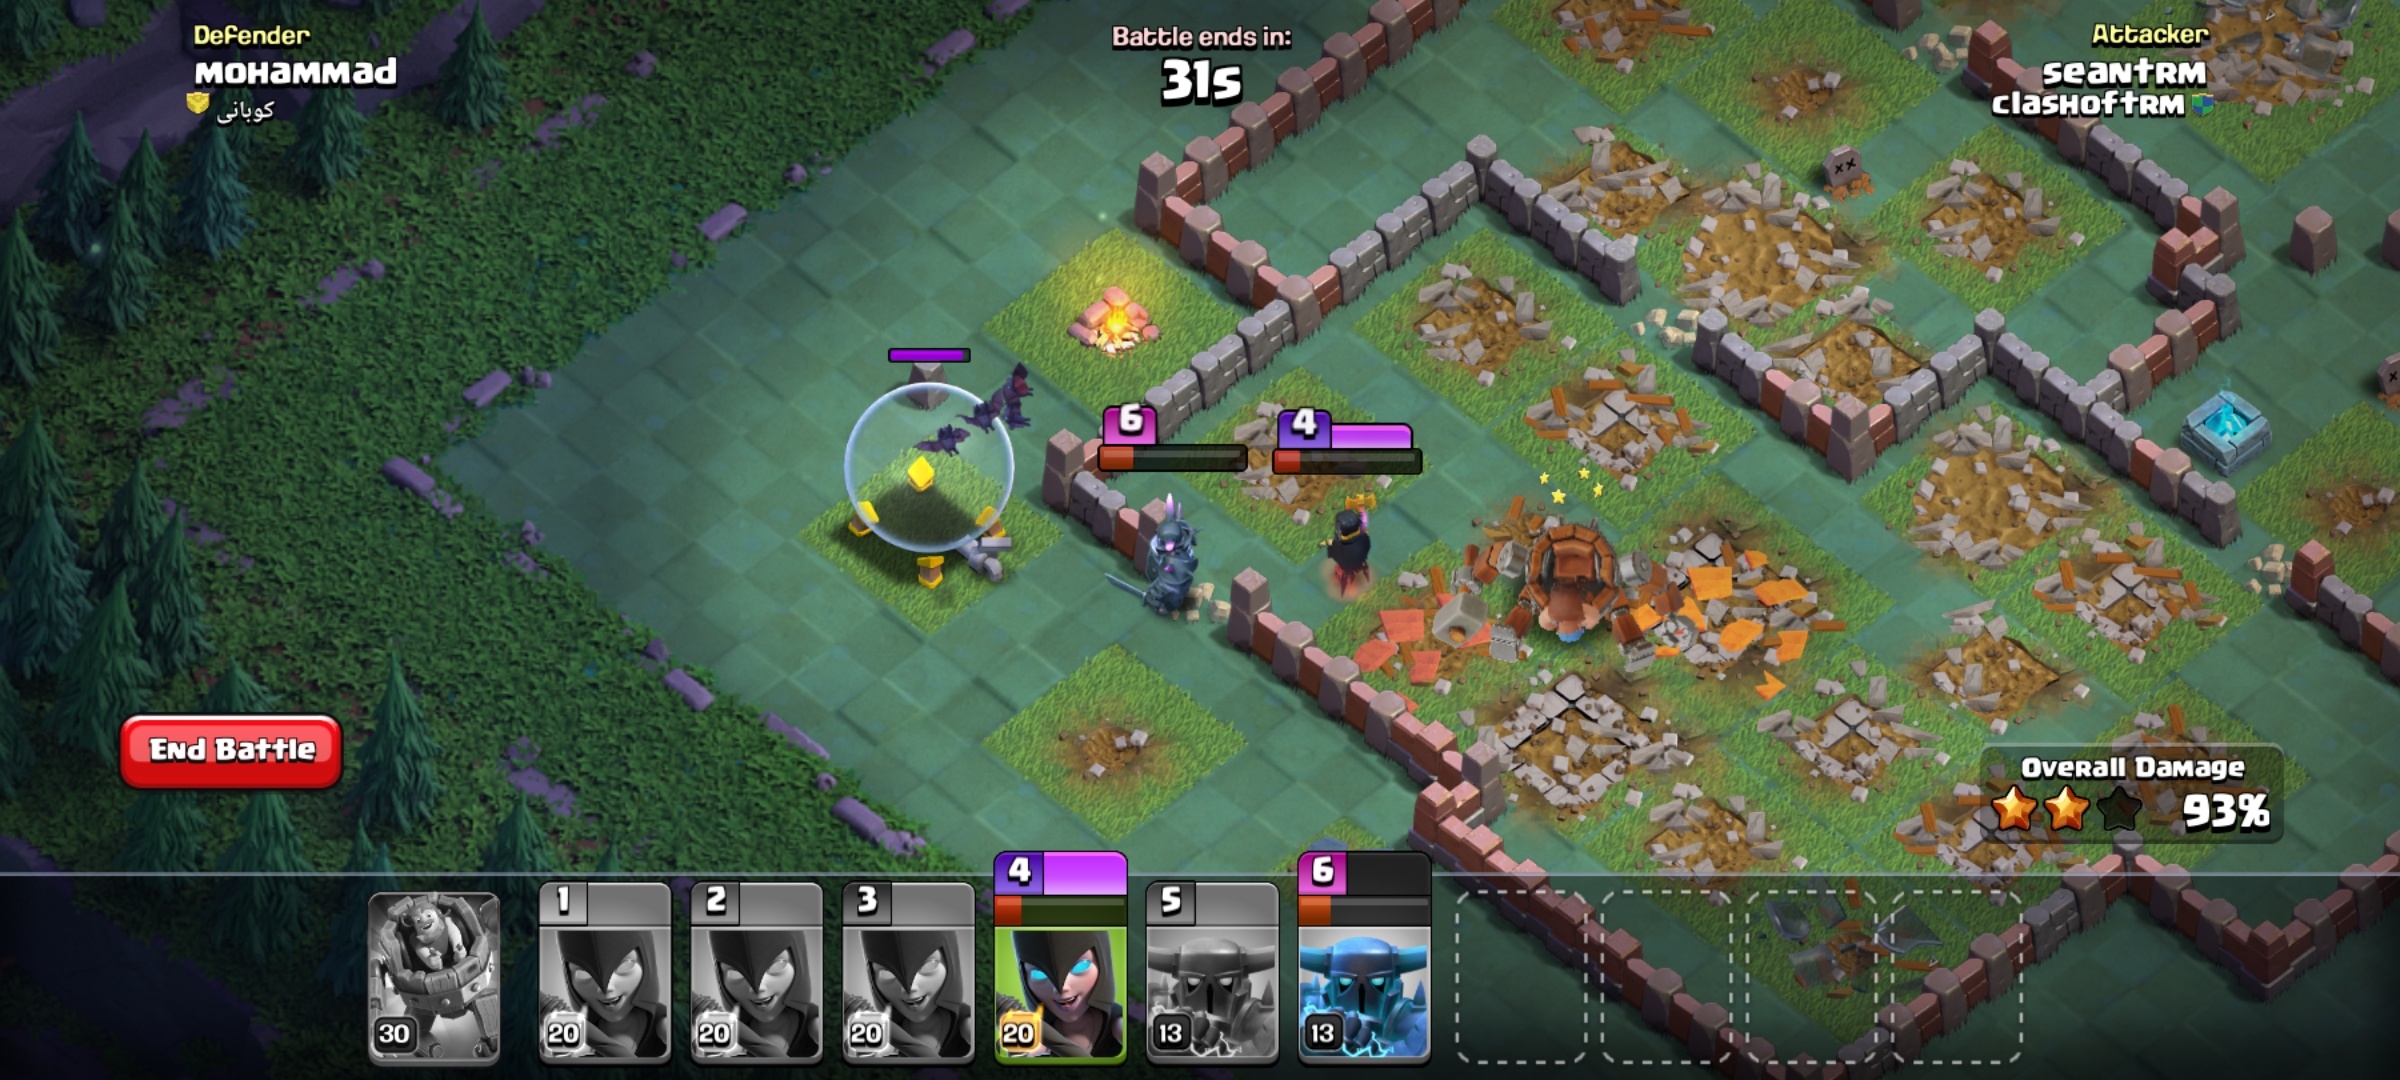 Defender
Mohammad
کوبانی
Battle ends in:
31s
Attacker
seantRM
clashoftRM
6
4
End Battle
Overall Damage
93%
1
2
3
4
5
6
30
20
20
20
20
13
13